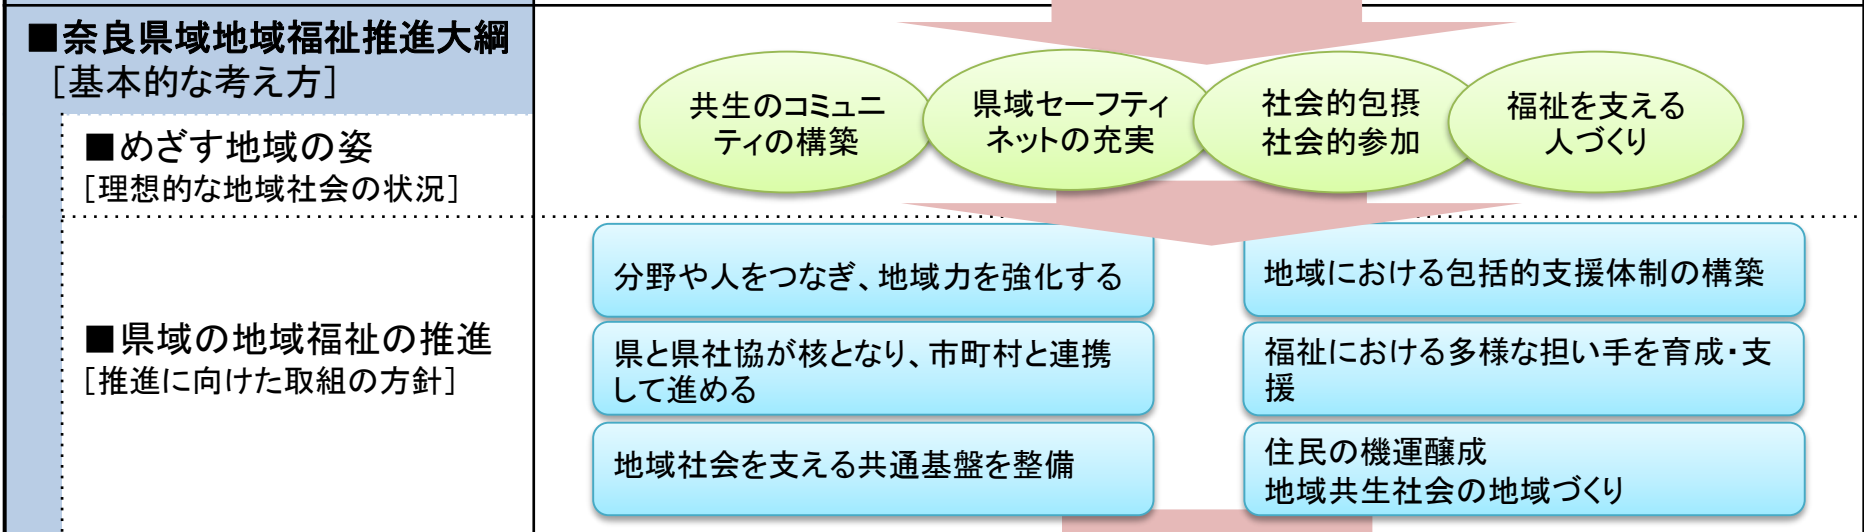 ■奈良県域地域福祉推進大綱
[基本的な考え方]
■めざす地域の姿
[理想的な地域社会の状況]
共生のコミュニ
ティの構築
県域セーフティ
ネットの充実
社会的包摂
社会的参加
福祉を支える
人づくり
■県域の地域福祉の推進
[推進に向けた取組の方針]
分野や人をつなぎ、地域力を強化する
県と県社協が核となり、市町村と連携
して進める
地域社会を支える共通基盤を整備
地域における包括的支援体制の構築
福祉における多様な担い手を育成・支
援
住民の機運醸成
地域共生社会の地域づくり